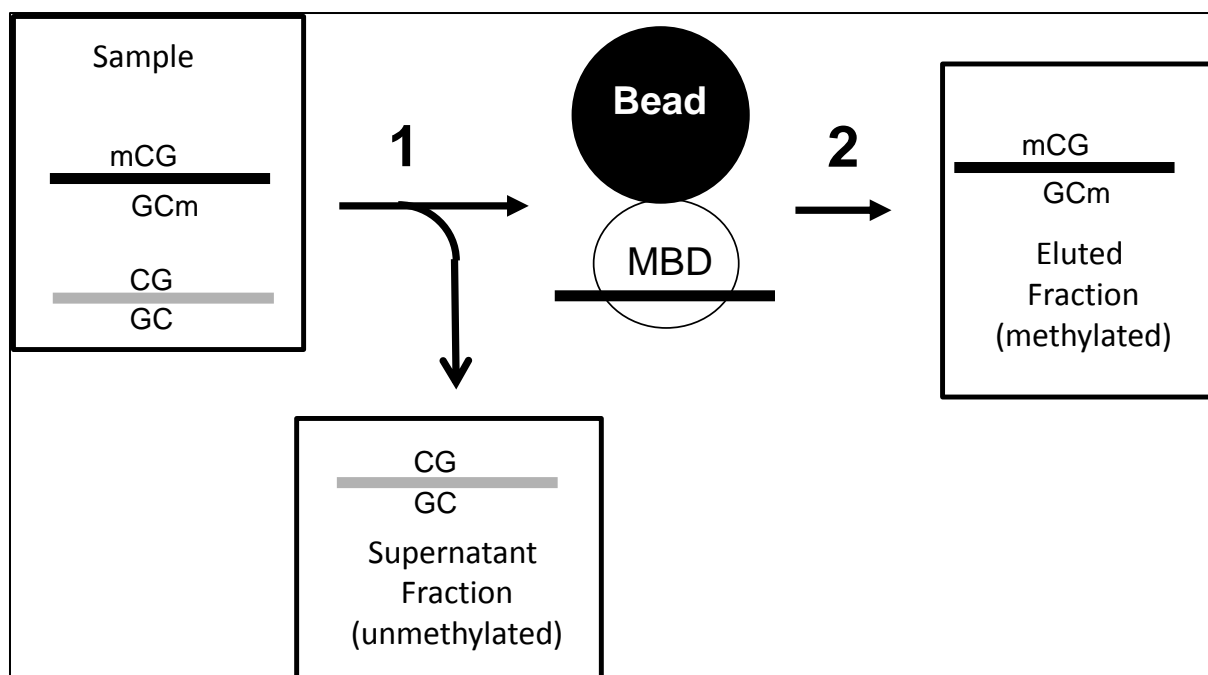 Sample
mCG
GCm
CG
GC
1
Bead
MBD
2
mCG
GCm
Eluted
Fraction
(methylated)
CG
GC
Supernatant
Fraction
(unmethylated)